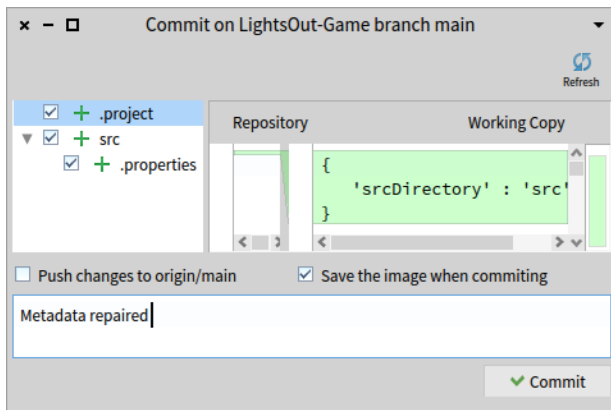 Commit on LightsOut-Game branch main
Refresh
.project
src
.properties
Repository
Working Copy
{
'srcDirectory' : 'src'
}
Push changes to origin/main
Save the image when commiting
Metadata repaired
Commit